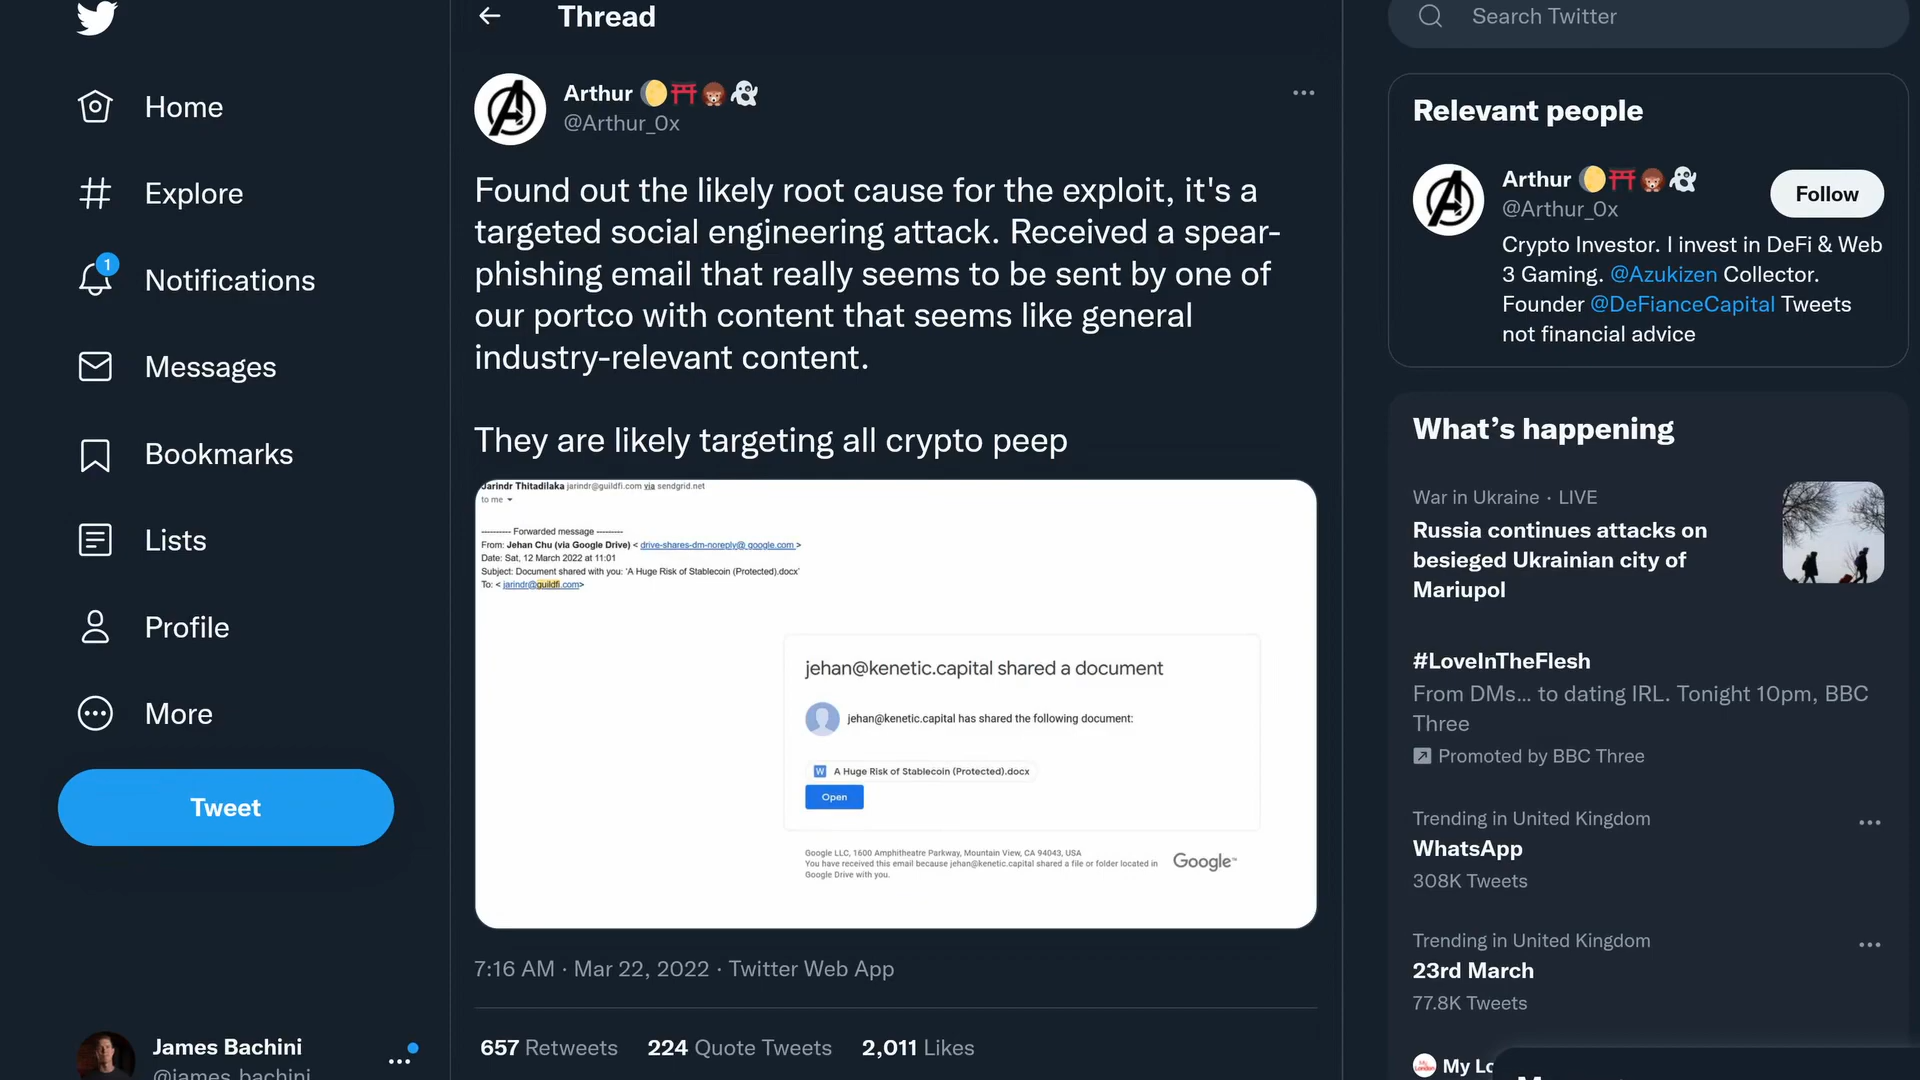 Thread
Search Twitter
Home
Explore
1
Notifications
Messages
Bookmarks
Lists
Profile
More
Tweet
James Bachini
@james_bachini
Arthur
@Arthur_0x
Found out the likely root cause for the exploit, it's a
targeted social engineering attack. Received a spear-
phishing email that really seems to be sent by one of
our portco with content that seems like general
industry-relevant content.
They are likely targeting all crypto peep
Jarindr Thitadilaka jarindr@guildfi.com via sendgrid.net
to me
---------- Forwarded message ---------
From: Jehan Chu (via Google Drive) < drive-shares-dm-noreply@ google.com >
Date: Sat, 12 March 2022 at 11:01
Subject: Document shared with you: 'A Huge Risk of Stablecoin (Protected).docx'
To: < jarindr@guildfi.com>
jehan@kenetic.capital shared a document
jehan@kenetic.capital has shared the following document:
W A Huge Risk of Stablecoin (Protected).docx
Open
Google LLC, 1600 Amphitheatre Parkway, Mountain View, CA 94043, USA
You have received this email because jehan@kenetic.capital shared a file or folder located in
Google Drive with you.
Google™
7:16 AM · Mar 22, 2022 · Twitter Web App
657 Retweets 224 Quote Tweets 2,011 Likes
Relevant people
Arthur
@Arthur_0x
Follow
Crypto Investor. I invest in DeFi & Web
3 Gaming. @Azukizen Collector.
Founder @DeFianceCapital Tweets
not financial advice
What's happening
War in Ukraine · LIVE
Russia continues attacks on
besieged Ukrainian city of
Mariupol
#LoveInTheFlesh
From DMs... to dating IRL. Tonight 10pm, BBC
Three
Promoted by BBC Three
Trending in United Kingdom
WhatsApp
308K Tweets
Trending in United Kingdom
23rd March
77.8K Tweets